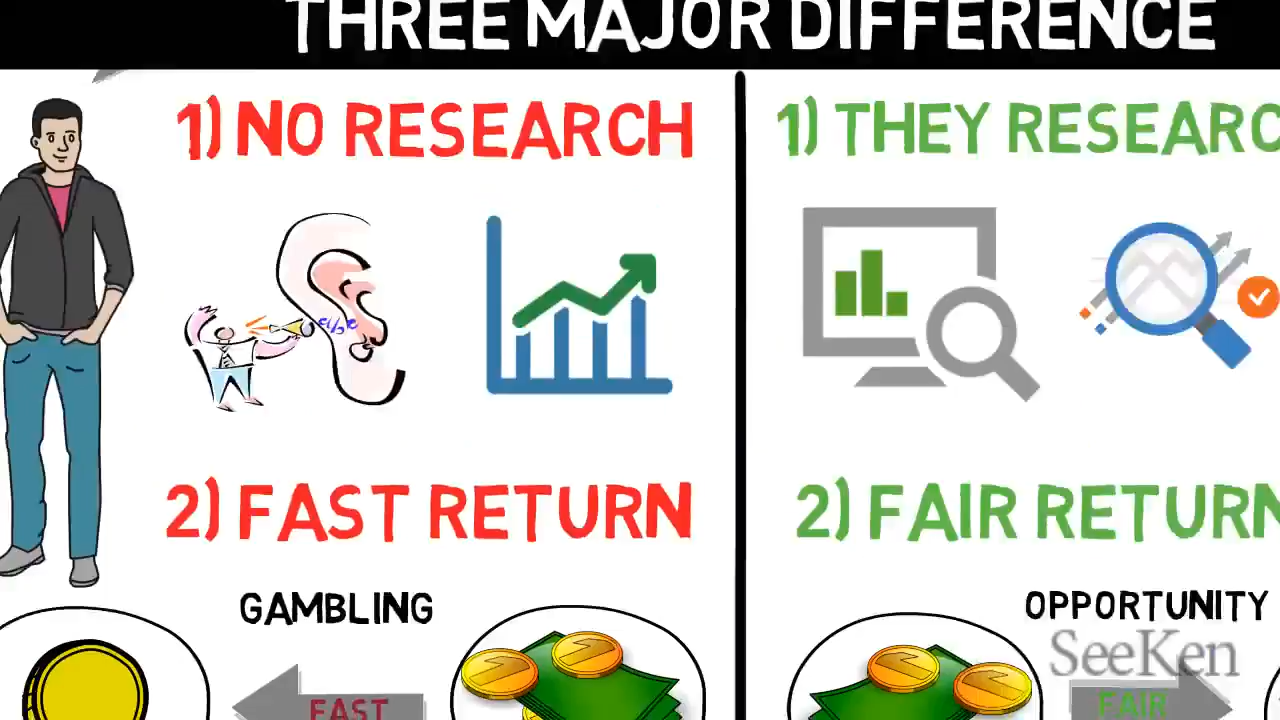 THREE MAJOR DIFFERENCE
1) NO RESEARCH
1) THEY RESEARC
2) FAST RETURN
2) FAIR RETURN
GAMBLING
OPPORTUNITY
SeeKen
FAST
FAIR